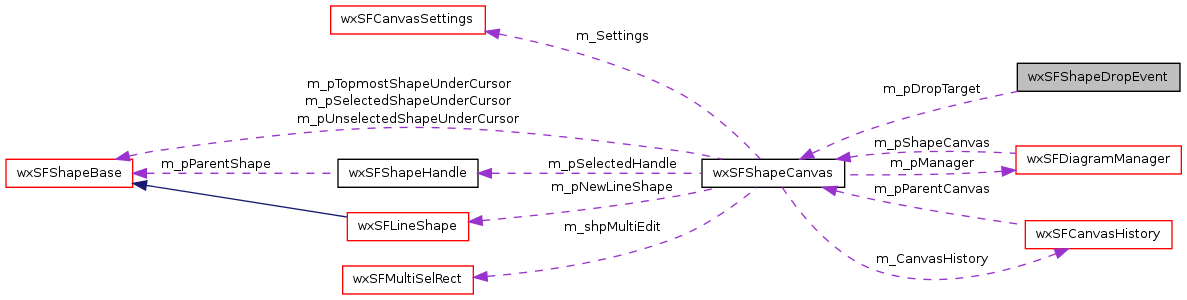 wxSFCanvasSettings
m_Settings
wxSFShapeDropEvent
m_pTopmostShapeUnderCursor
m_pSelectedShapeUnderCursor
m_pUnselectedShapeUnderCursor
m_pDropTarget
m_pShapeCanvas
wxSFShapeBase
m_pParentShape
wxSFShapeHandle
m_pSelectedHandle
wxSFShapeCanvas
m_pManager
wxSFDiagramManager
m_pNewLineShape
m_pParentCanvas
wxSFLineShape
m_shpMultiEdit
wxSFCanvasHistory
m_CanvasHistory
wxSFMultiSelRect